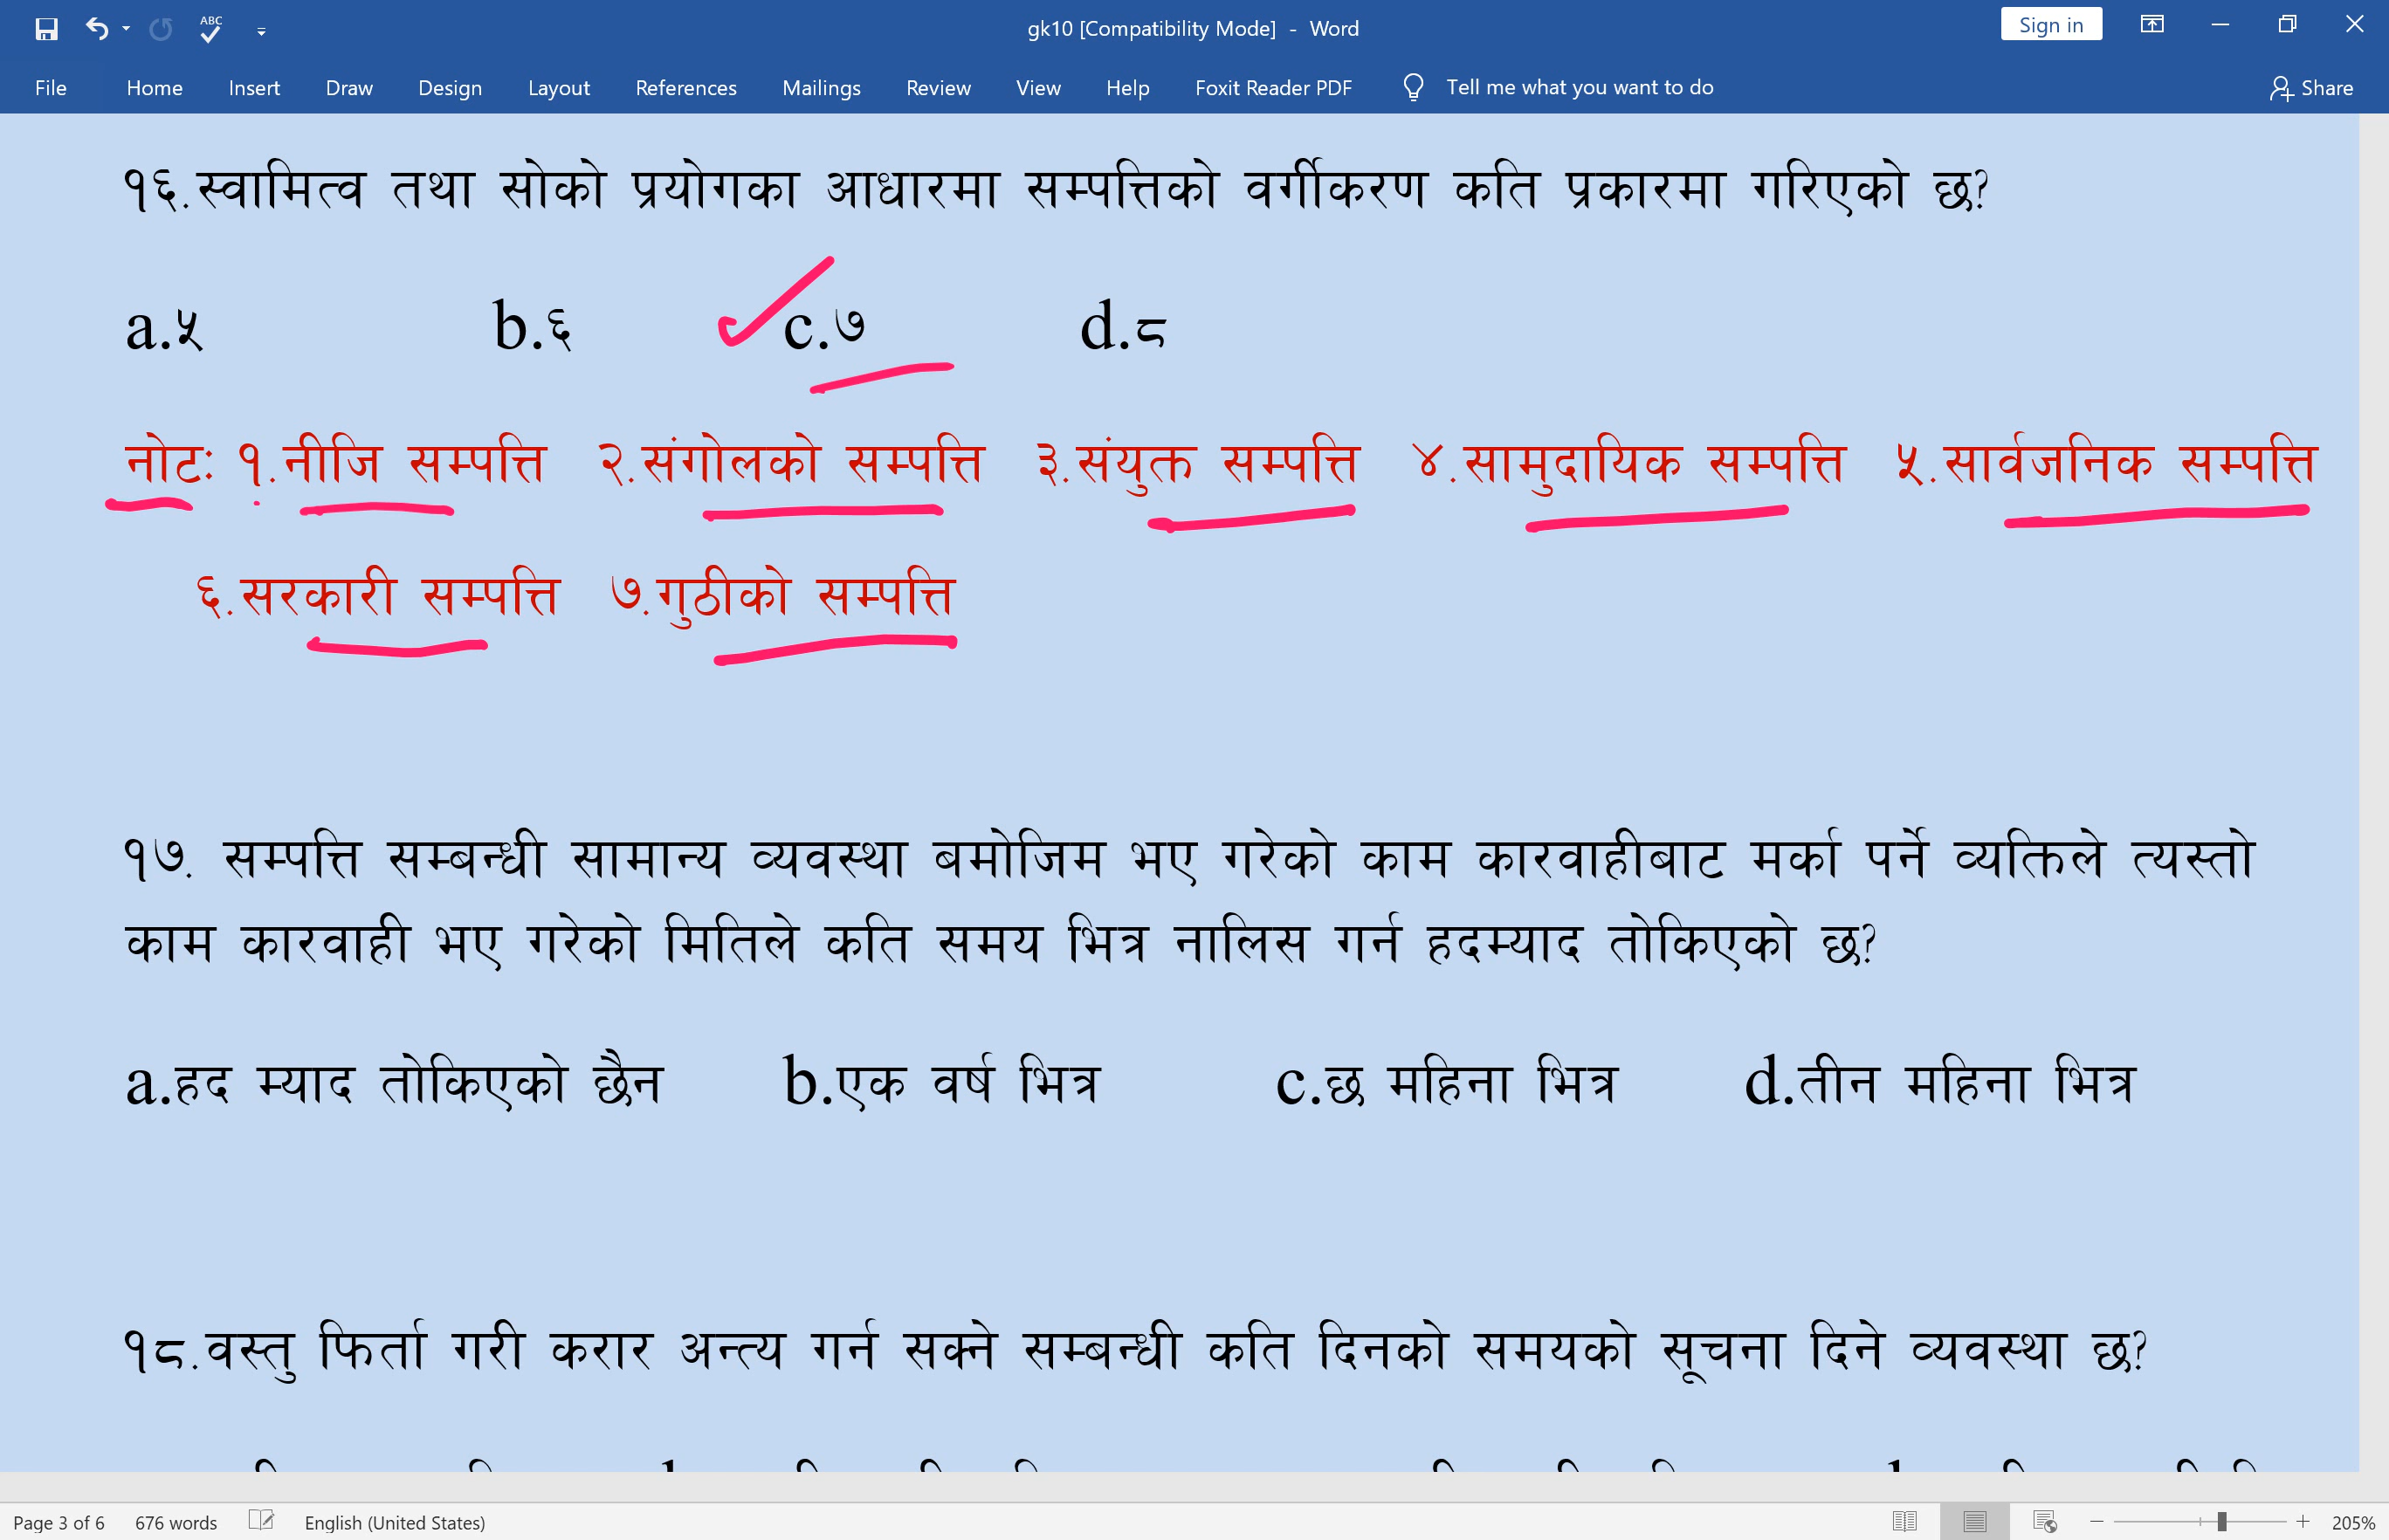 ABC
gk10 [Compatibility Mode] - Word
Sign in
File Home Insert Draw Design Layout References Mailings Review View Help Foxit Reader PDF Tell me what you want to do Share
१६.स्वामित्व तथा सोको प्रयोगका आधारमा सम्पत्तिको वर्गीकरण कति प्रकारमा गरिएको छ?
a.५ b.६ c.७ d.८
नोटः १.नीजि सम्पत्ति २.संगोलको सम्पत्ति ३.संयुक्त सम्पत्ति ४.सामुदायिक सम्पत्ति ५.सार्वजनिक सम्पत्ति
६.सरकारी सम्पत्ति ७.गुठीको सम्पत्ति
१७. सम्पत्ति सम्बन्धी सामान्य व्यवस्था बमोजिम भए गरेको काम कारवाहीबाट मर्का पर्ने व्यक्तिले त्यस्तो
काम कारवाही भए गरेको मितिले कति समय भित्र नालिस गर्न हदम्याद तोकिएको छ?
a.हद म्याद तोकिएको छैन b.एक वर्ष भित्र c.छ महिना भित्र d.तीन महिना भित्र
१८.वस्तु फिर्ता गरी करार अन्त्य गर्न सक्ने सम्बन्धी कति दिनको समयको सूचना दिने व्यवस्था छ?
Page 3 of 6 676 words English (United States) 205%